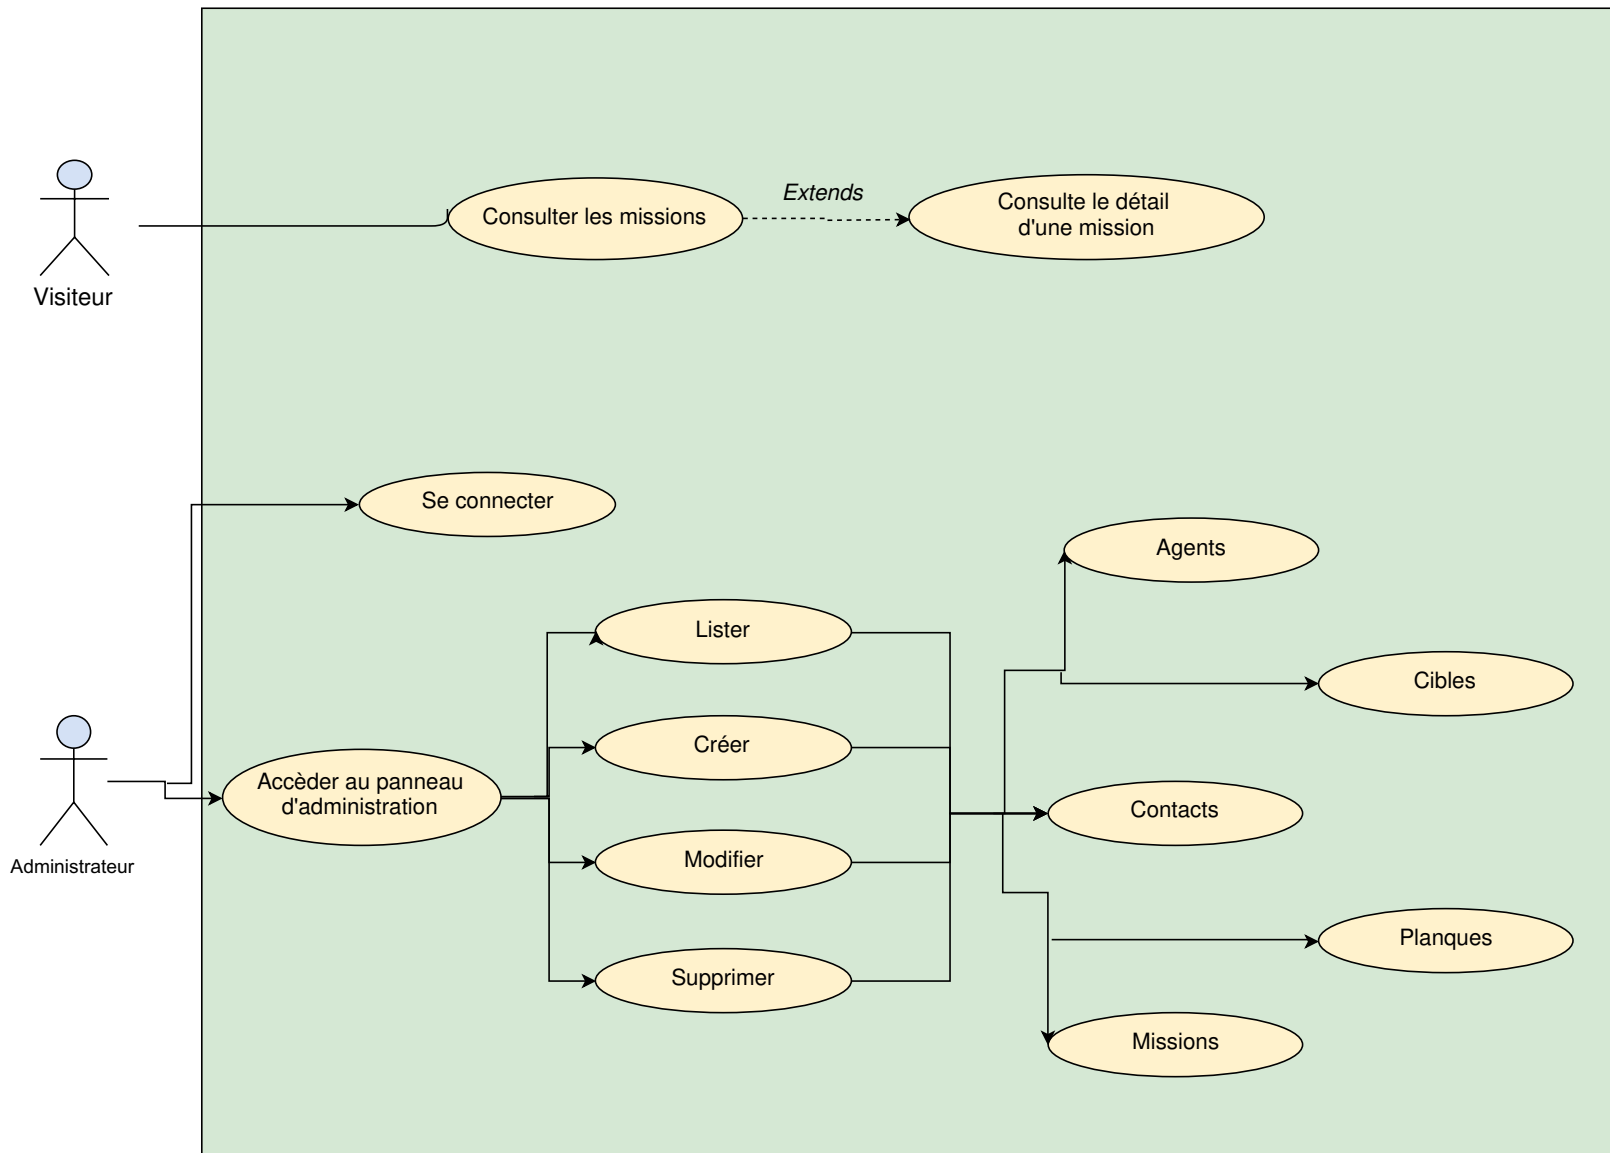 Extends
Consulter les missions
Consulte le détail
d'une mission
Visiteur
Se connecter
Agents
Lister
Cibles
Créer
Accèder au panneau
d'administration
Contacts
Modifier
Administrateur
Planques
Supprimer
Missions